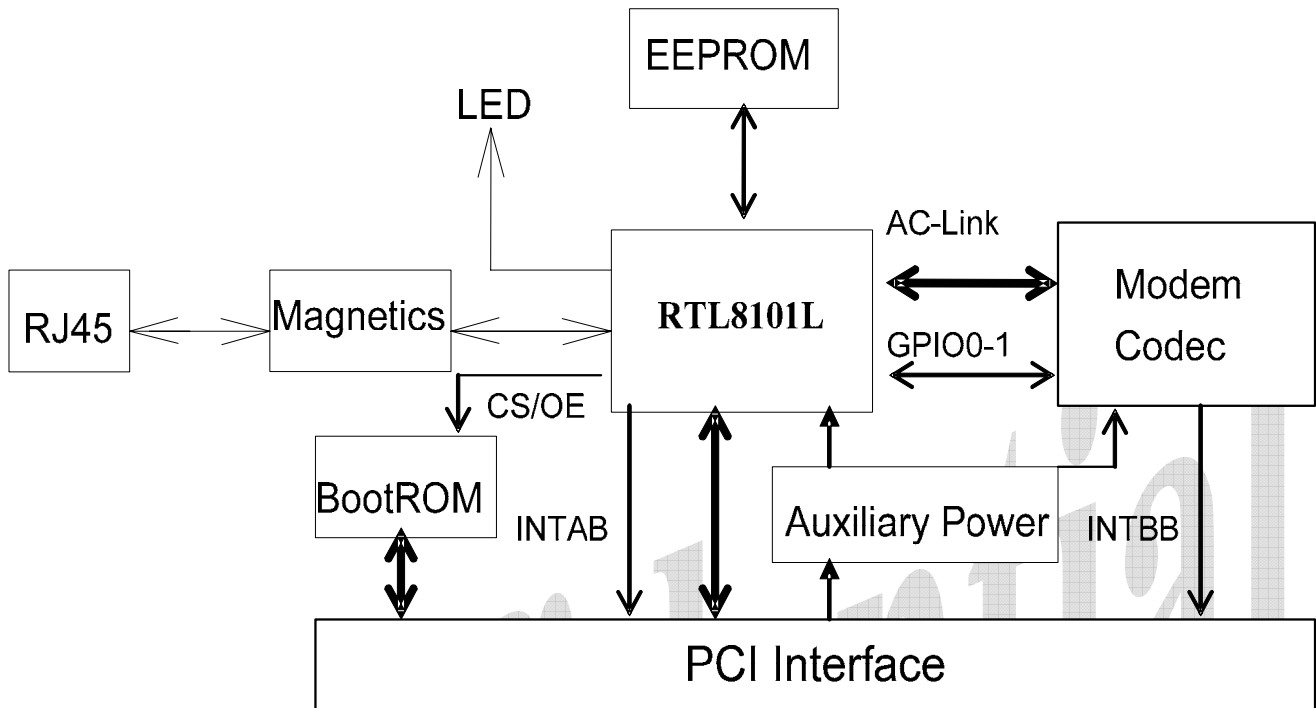 EEPROM
LED
AC-Link
RJ45
Magnetics
RTL8101L
Modem
Codec
GPIO0-1
CS/OE
BootROM
INTAB
Auxiliary Power
INTBB
PCI Interface